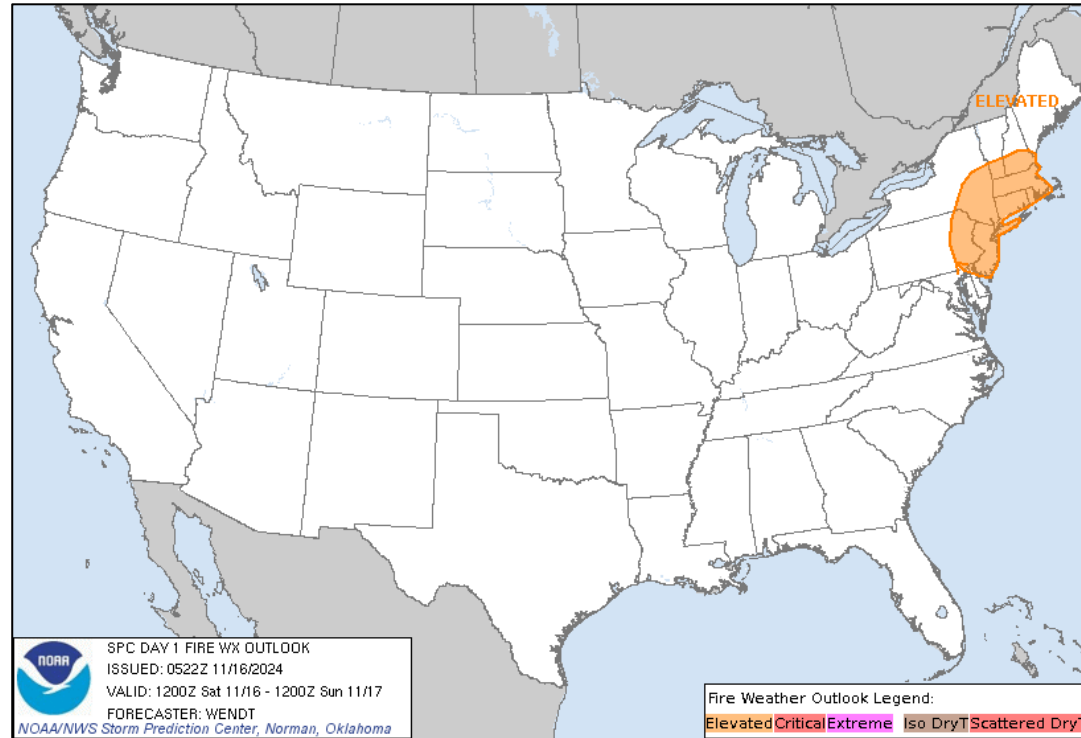 ELEVATED
NOAA
SPC DAY 1 FIRE WX OUTLOOK
ISSUED: 0522Z 11/16/2024
VALID: 1200Z Sat 11/16 - 1200Z Sun 11/17
FORECASTER: WENDT
NOAA/NWS Storm Prediction Center, Norman, Oklahoma
Fire Weather Outlook Legend:
Elevated Critical Extreme Iso DryT Scattered DryT